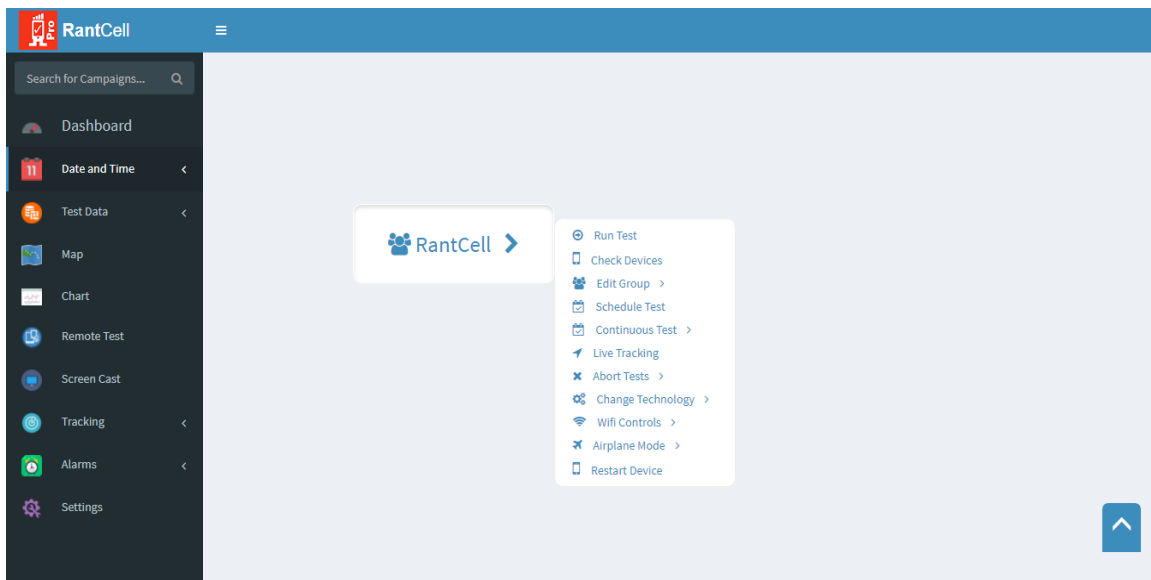 Pro
RantCell
Search for Campaigns...
Dashboard
11 Date and Time
Test Data
Map
Chart
Remote Test
Screen Cast
Tracking
Alarms
Settings
RantCell
Run Test
Check Devices
Edit Group
Schedule Test
Continuous Test
Live Tracking
Abort Tests
Change Technology
Wifi Controls
Airplane Mode
Restart Device